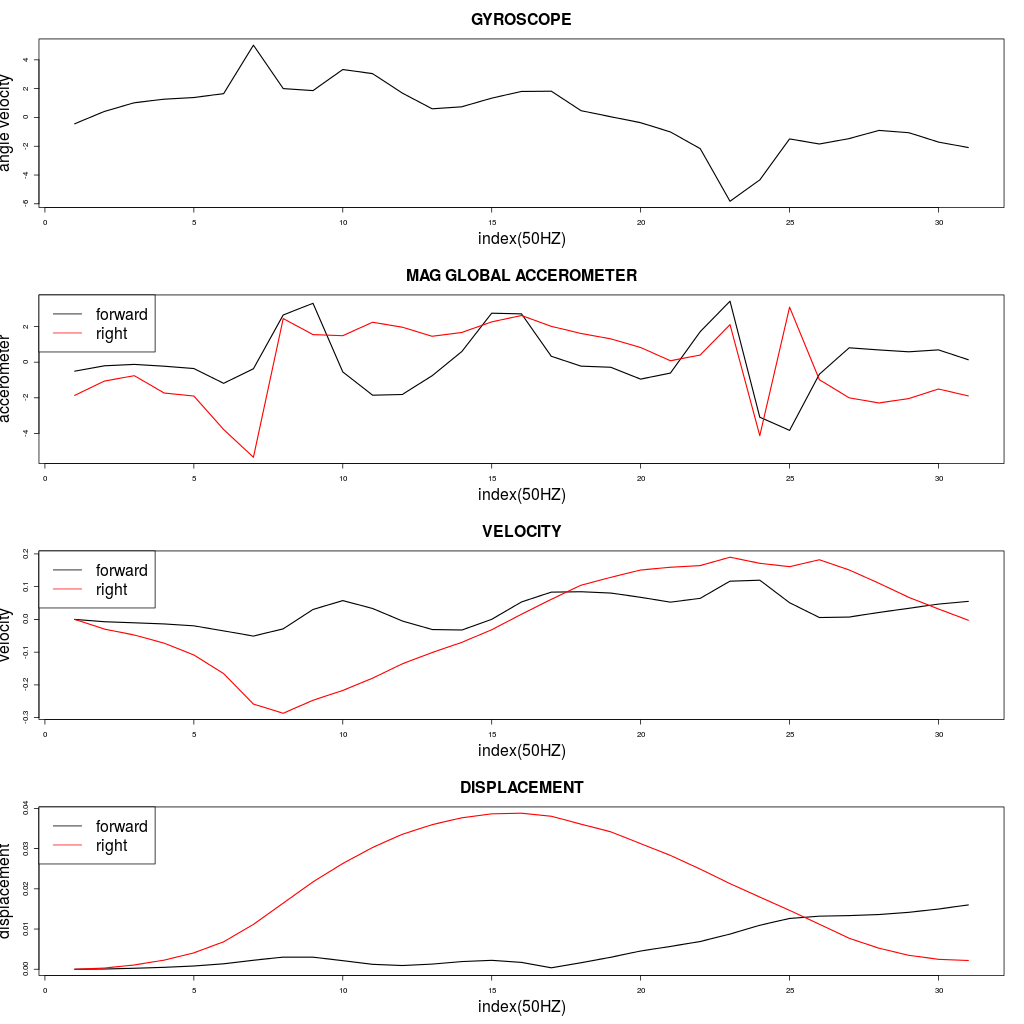 GYROSCOPE
angle velocity
4
2
0
-2
-4
-6
0 5 10 15 20 25 30
index(50HZ)
MAG GLOBAL ACCEROMETER
accerometer
2
0
-2
-4
forward
right
0 5 10 15 20 25 30
index(50HZ)
VELOCITY
velocity
0.2
0.1
0.0
-0.1
-0.2
-0.3
forward
right
0 5 10 15 20 25 30
index(50HZ)
DISPLACEMENT
displacement
0.04
0.03
0.02
0.01
0.00
forward
right
0 5 10 15 20 25 30
index(50HZ)